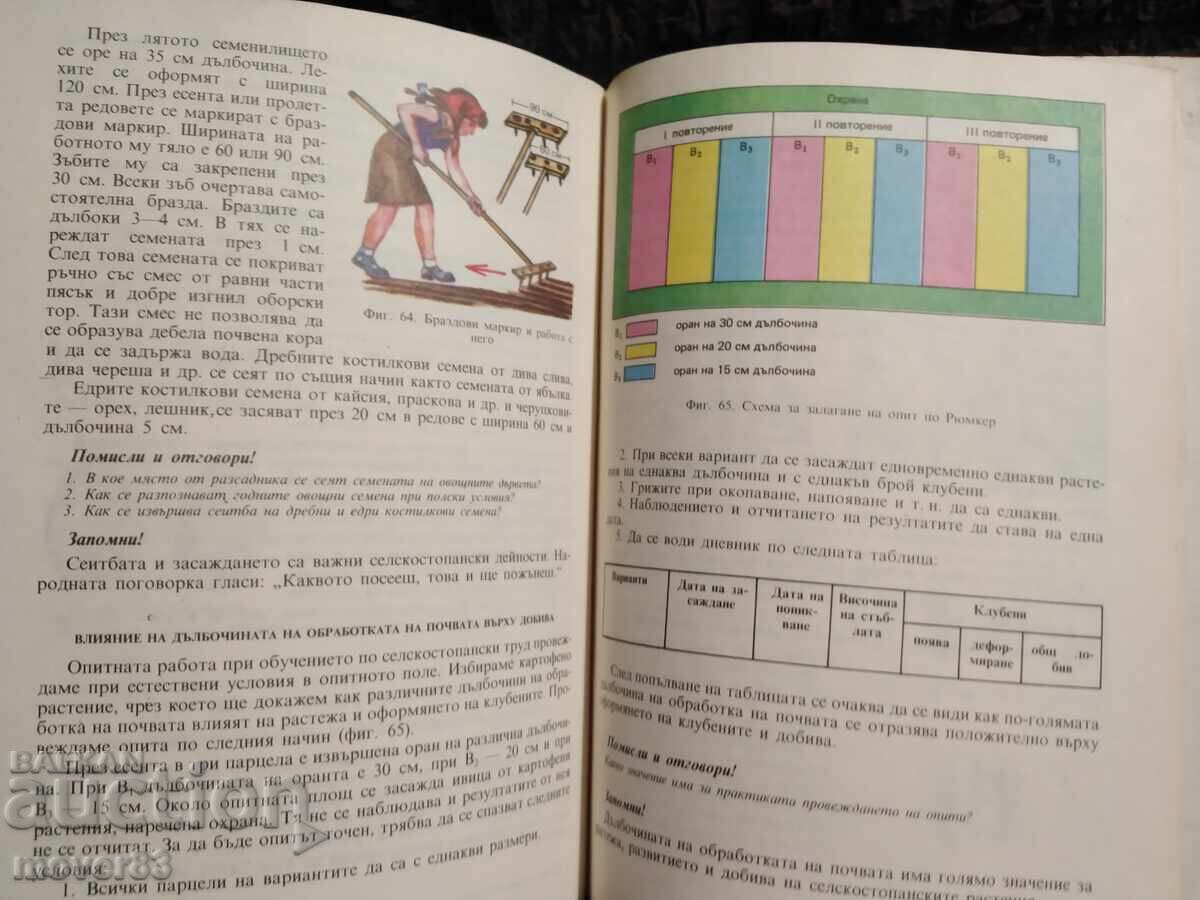 През лятото семенилището
се оре на 35 см дълбочина. Ле-
хите се оформят с ширина
120 см. През есента или пролет-
та редовете се маркират с браз-
дови маркир. Ширината на ра-
ботното му тяло е 60 или 90 см.
Зъбите му са закрепени през
30 см. Всеки зъб очертава само-
стоятелна бразда. Браздите са
дълбоки 3—4 см. В тях се на-
реждат семената през 1 см.
След това семената се покриват
ръчно със смес от равни части
пясък и добре изгнил оборски
тор. Тази смес не позволява да
се образува дебела почвена кора
и да се задържа вода. Дребните костилкови семена от дива слива,
дива череша и др. се сеят по същия начин както семената от ябълка.
Едрите костилкови семена от кайсия, праскова и др. и черупкови-
те — орех, лешник, се засяват през 20 см в редове с ширина 60 см и
дълбочина 5 см.
90 см
60 см
Фиг. 64. Браздови маркир и работа с
него
Помисли и отговори!
1. В кое място от разсадника се сеят семената на овощните дървета?
2. Как се разпознават годните овощни семена при полски условия?
3. Как се извършва сеитба на дребни и едри костилкови семена?
Запомни!
Сеитбата и засаждането са важни селскостопански дейности. На-
родната поговорка гласи: „Каквото посееш, това и ще пожънеш.“
ВЛИЯНИЕ НА ДЪЛБОЧИНАТА НА ОБРАБОТКАТА НА ПОЧВАТА ВЪРХУ ДОБИВА
Опитната работа при обучението по селскостопански труд провеж-
даме при естествени условия в опитното поле. Избираме картофено
растение, чрез което ще докажем как различните дълбочини на обра-
ботка на почвата влияят на растежа и оформянето на клубените. Про-
веждаме опита по следния начин (фиг. 65).
През есента в три парцела е извършена оран на различна дълбочи-
на. При В₁ дълбочината на оранта е 30 см, при В₂ — 20 см и при
В₃ — 15 см. Около опитната площ се засажда ивица от картофени
растения, наречена охрана. Тя не се наблюдава и резултатите от нея
не се отчитат. За да бъде опитът точен, трябва да се спазват следните
условия:
1. Всички парцели на вариантите да са с еднакви размери.
Охрана
I повторение II повторение III повторение
В₁ В₂ В₃ В₁ В₂ В₃ В₁ В₂ В₃
В₁ оран на 30 см дълбочина
В₂ оран на 20 см дълбочина
В₃ оран на 15 см дълбочина
Фиг. 65. Схема за залагане на опит по Рюмкер
2. При всеки вариант да се засаждат едновременно еднакви расте-
ния на еднаква дълбочина и с еднакъв брой клубени.
3. Грижите при окопаване, напояване и т. н. да са еднакви.
4. Наблюдението и отчитането на резултатите да става на една
дата.
5. Да се води дневник по следната таблица:
Варианти
Дата на за-
саждане
Дата на
поник-
ване
Височина
на стъб-
лата
Клубени
поява
дефор-
миране
общ до-
бив
След попълване на таблицата се очаква да се види как по-голямата
дълбочина на обработка на почвата се отразява положително върху
оформянето на клубените и добива.
Помисли и отговори!
Какво значение има за практиката провеждането на опити?
Запомни!
Дълбочината на обработката на почвата има голямо значение за
растежа, развитието и добива на селскостопанските растения
BALKAN
auction
mover83